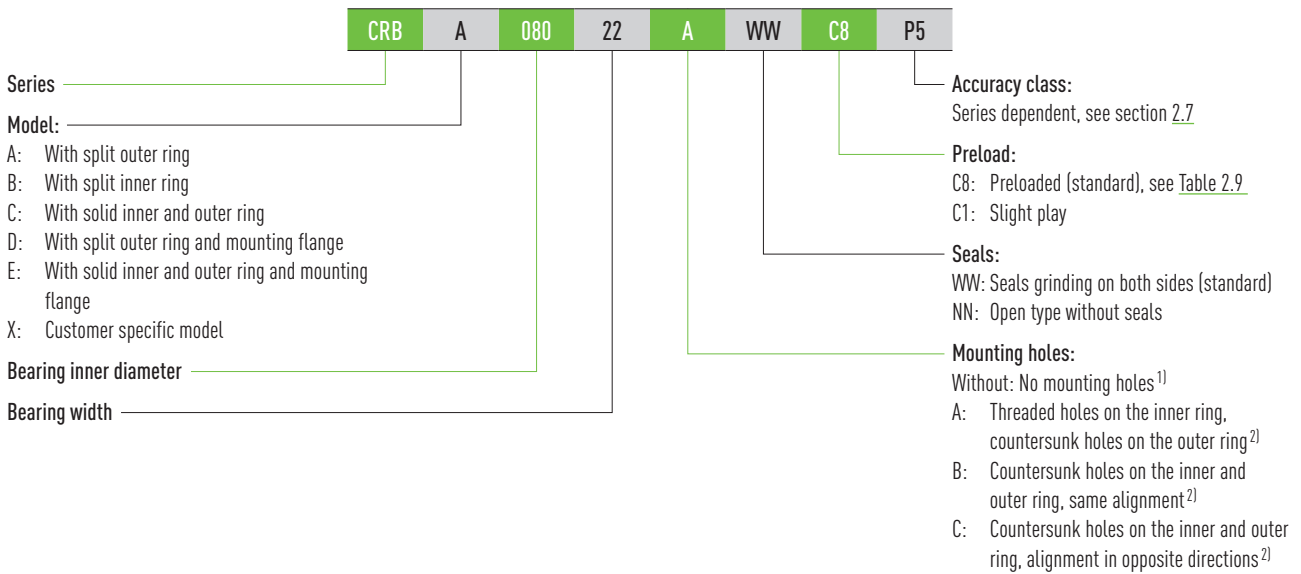 CRB A 080 22 A WW C8 P5
Series
Model:
A: With split outer ring
B: With split inner ring
C: With solid inner and outer ring
D: With split outer ring and mounting flange
E: With solid inner and outer ring and mounting
flange
X: Customer specific model
Bearing inner diameter
Bearing width
Accuracy class:
Series dependent, see section 2.7
Preload:
C8: Preloaded (standard), see Table 2.9
C1: Slight play
Seals:
WW: Seals grinding on both sides (standard)
NN: Open type without seals
Mounting holes:
Without: No mounting holes 1)
A: Threaded holes on the inner ring,
countersunk holes on the outer ring 2)
B: Countersunk holes on the inner and
outer ring, same alignment 2)
C: Countersunk holes on the inner and outer
ring, alignment in opposite directions 2)